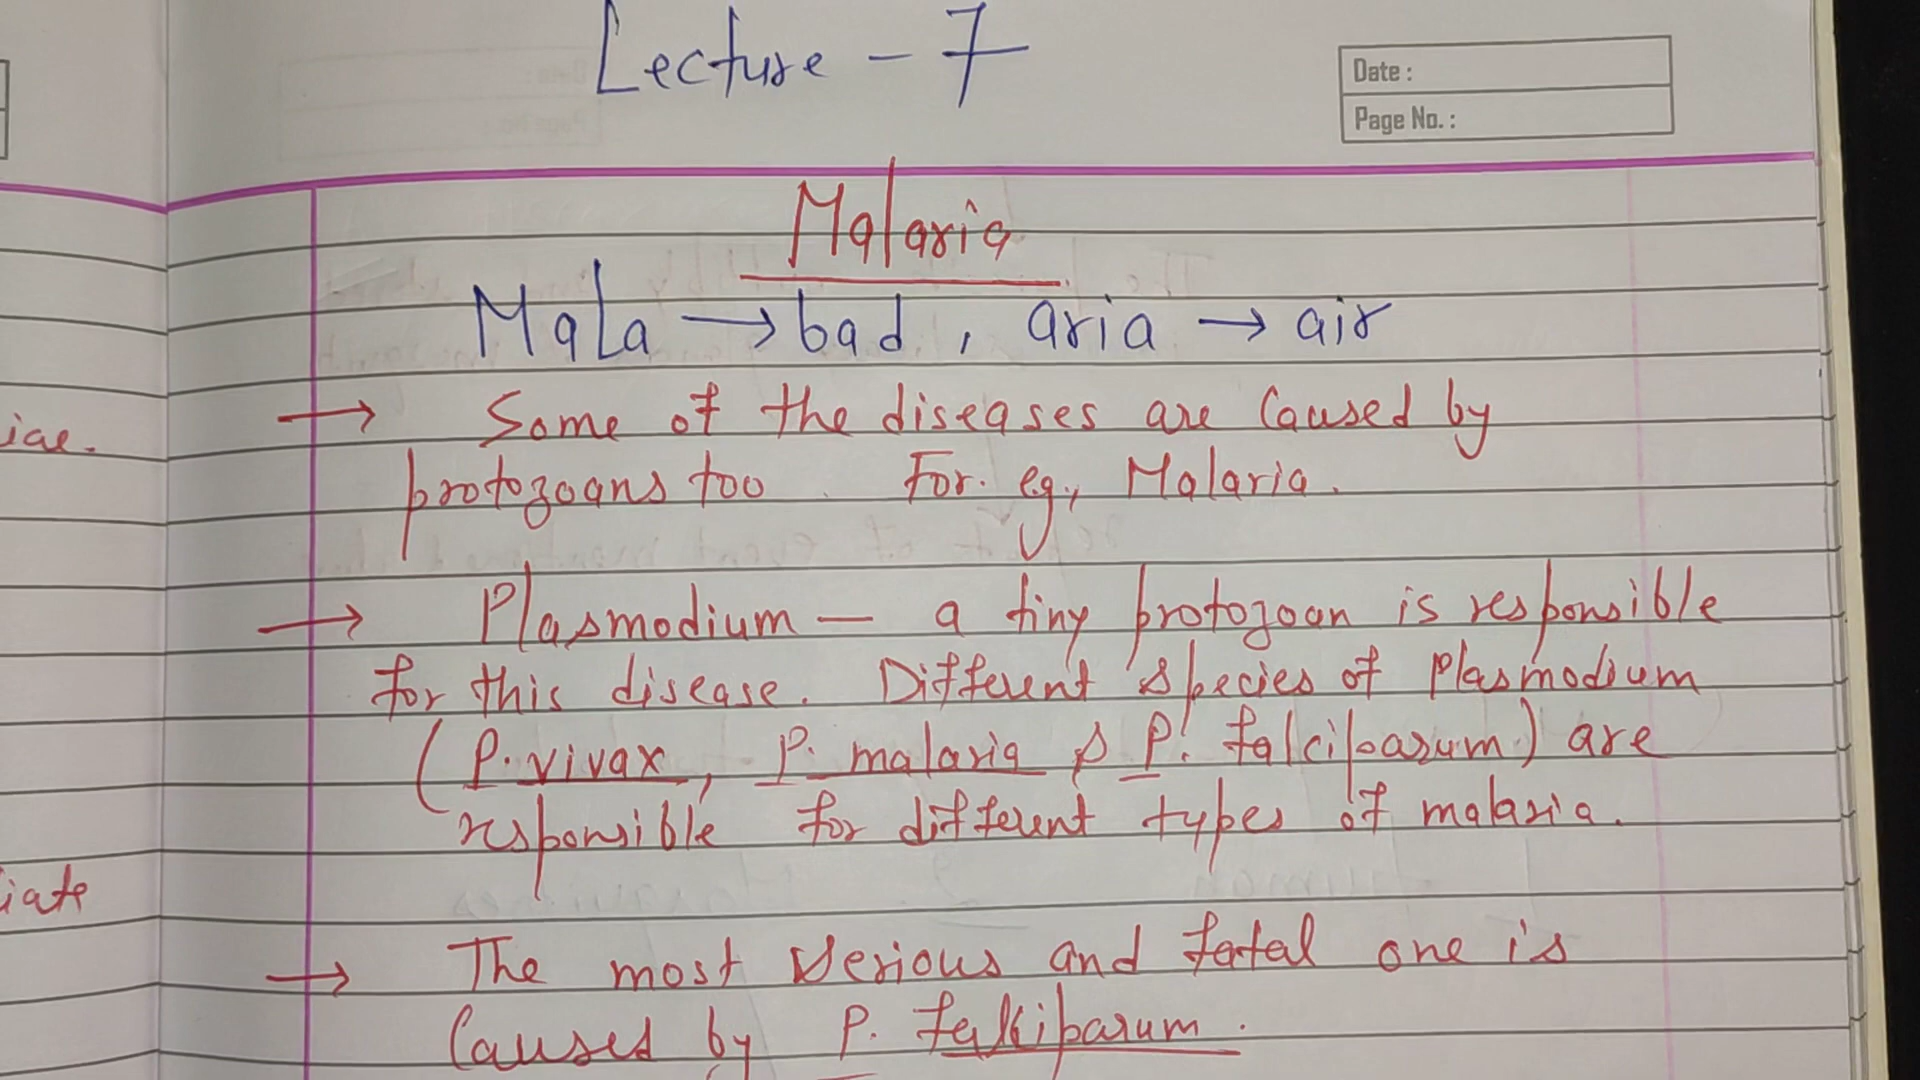 Lecture - 7
Date :
Page No. :
Malaria
Mala → bad , aria → air
→ Some of the diseases are caused by
iae.
protozoans too. For. eg., Malaria.
→ Plasmodium — a tiny protozoan is responsible
for this disease. Different species of Plasmodium
(P. vivax, P. malaria & P. falciparum) are
responsible for different types of malaria.
iate
→ The most serious and fatal one is
caused by P. falciparum.